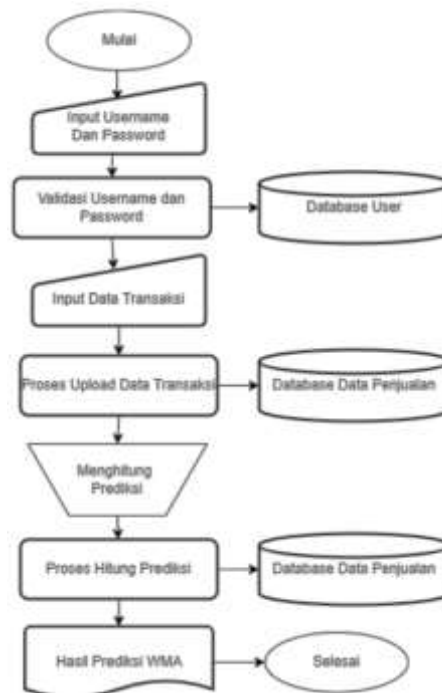 Mulai
Input Username
Dan Password
Validasi Username dan
Password
Database User
Input Data Transaksi
Proses Upload Data Transaksi
Database Data Penjualan
Menghitung
Prediksi
Proses Hitung Prediksi
Database Data Penjualan
Hasil Prediksi WMA
Selesai